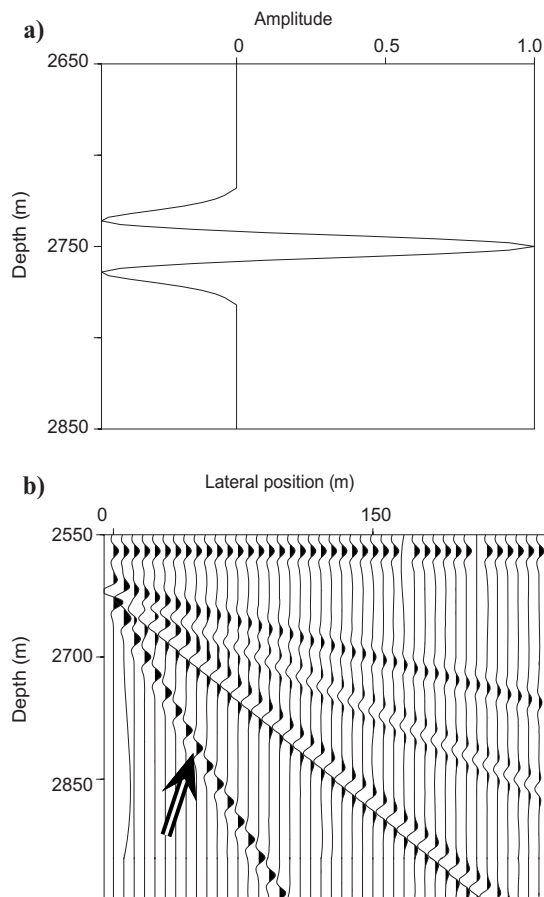 Amplitude
a)
0 0.5 1.0
2650
2750
2850
Depth (m)
b)
Lateral position (m)
0 150
2550
2700
2850
Depth (m)